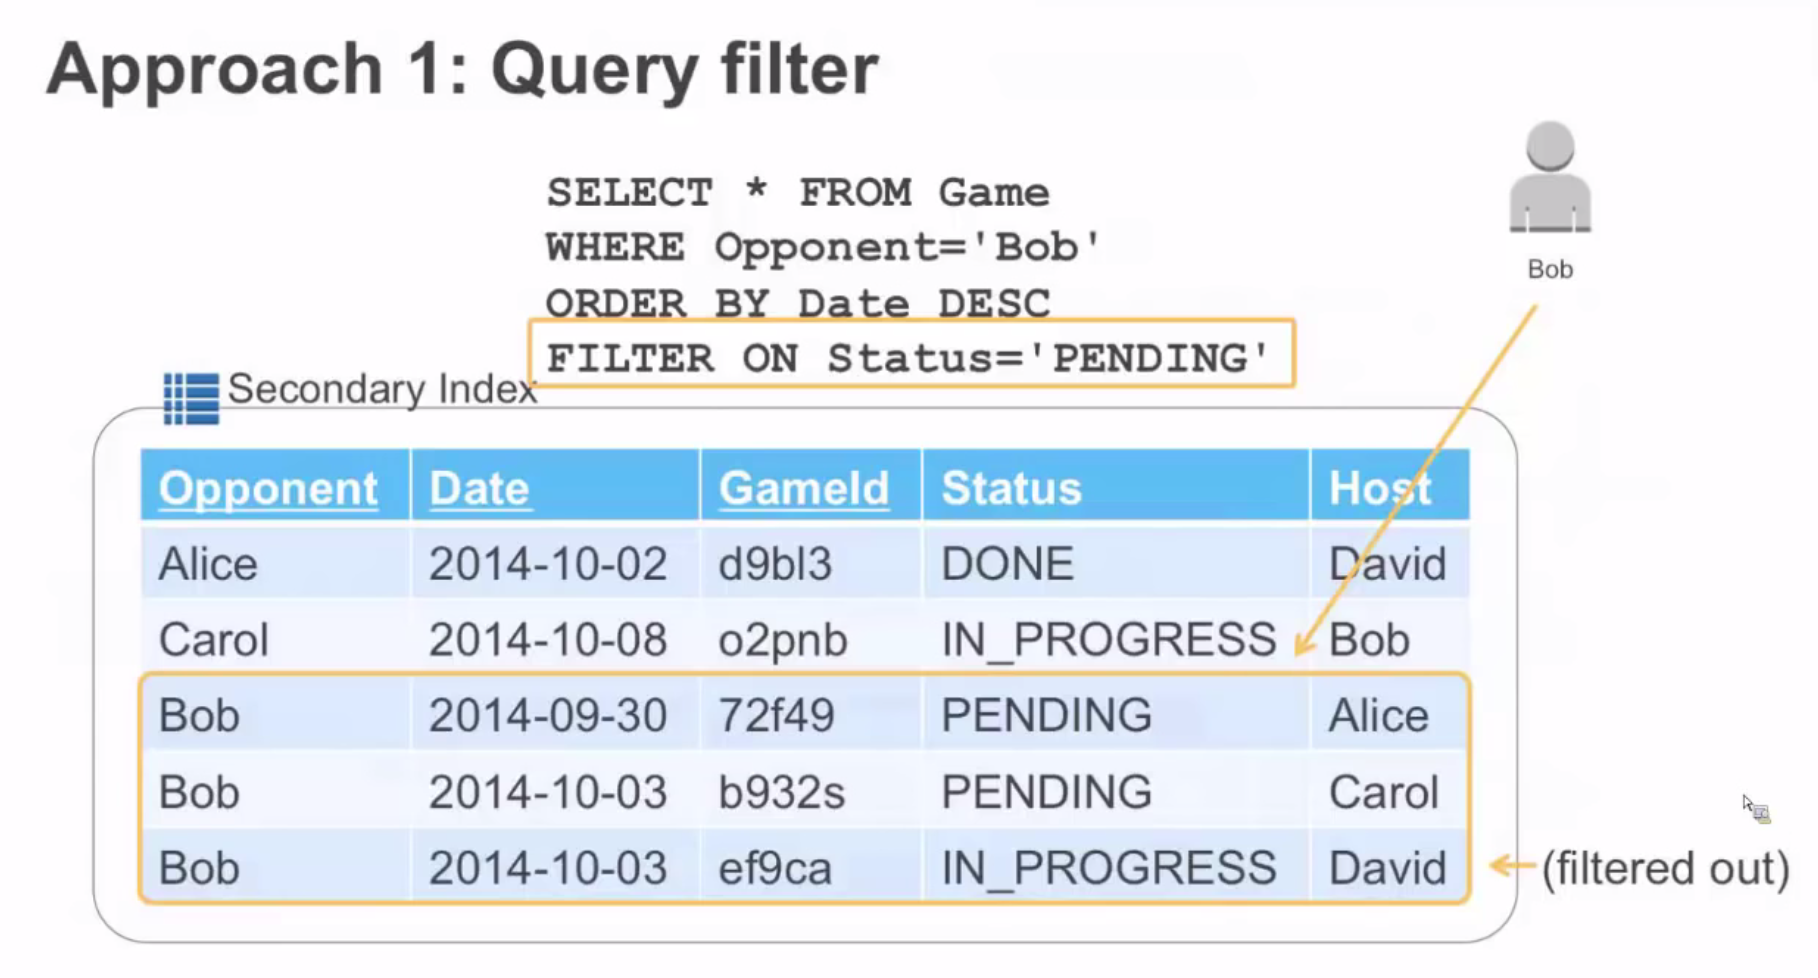 Approach 1: Query filter
SELECT * FROM Game
WHERE Opponent='Bob'
ORDER BY Date DESC
FILTER ON Status='PENDING'
Bob
Secondary Index
Opponent Date GameId Status Host
Alice 2014-10-02 d9bl3 DONE David
Carol 2014-10-08 o2pnb IN_PROGRESS Bob
Bob 2014-09-30 72f49 PENDING Alice
Bob 2014-10-03 b932s PENDING Carol
Bob 2014-10-03 ef9ca IN_PROGRESS David
(filtered out)